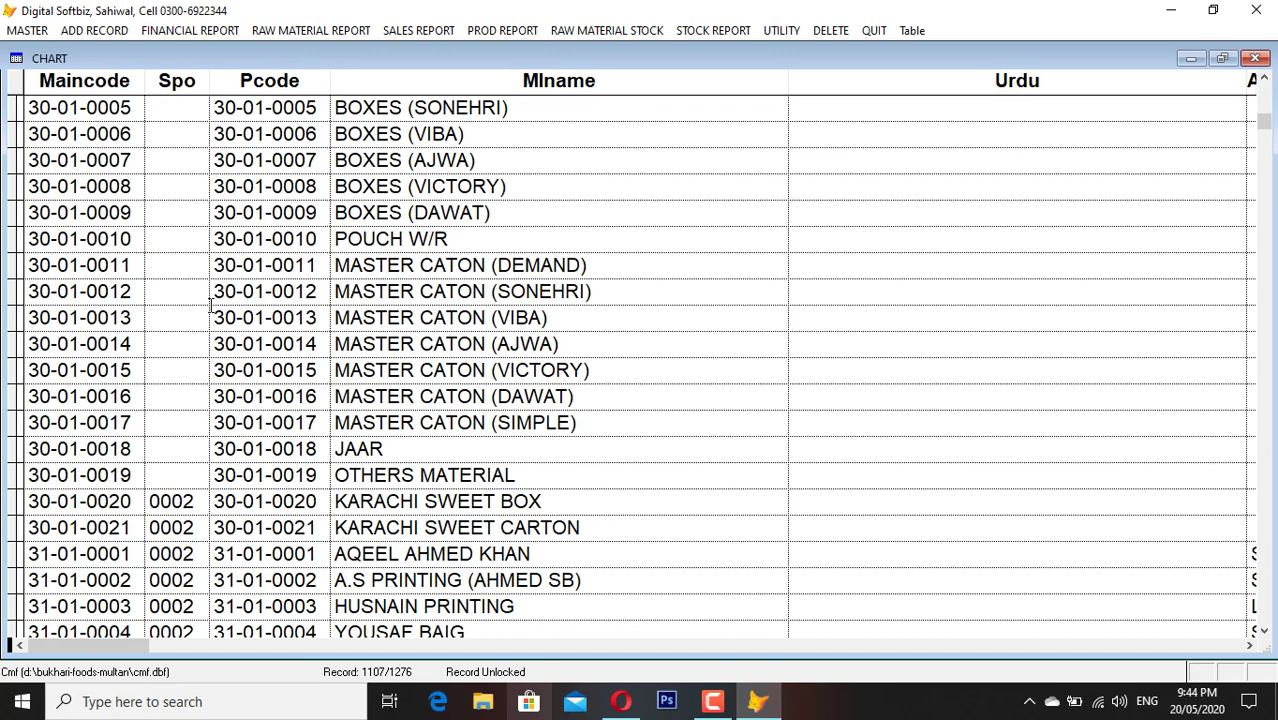 Digital Softbiz, Sahiwal, Cell 0300-6922344
MASTER ADD RECORD FINANCIAL REPORT RAW MATERIAL REPORT SALES REPORT PROD REPORT RAW MATERIAL STOCK STOCK REPORT UTILITY DELETE QUIT Table
CHART
Maincode Spo Pcode Mlname Urdu
30-01-0005 30-01-0005 BOXES (SONEHRI)
30-01-0006 30-01-0006 BOXES (VIBA)
30-01-0007 30-01-0007 BOXES (AJWA)
30-01-0008 30-01-0008 BOXES (VICTORY)
30-01-0009 30-01-0009 BOXES (DAWAT)
30-01-0010 30-01-0010 POUCH W/R
30-01-0011 30-01-0011 MASTER CATON (DEMAND)
30-01-0012 30-01-0012 MASTER CATON (SONEHRI)
30-01-0013 30-01-0013 MASTER CATON (VIBA)
30-01-0014 30-01-0014 MASTER CATON (AJWA)
30-01-0015 30-01-0015 MASTER CATON (VICTORY)
30-01-0016 30-01-0016 MASTER CATON (DAWAT)
30-01-0017 30-01-0017 MASTER CATON (SIMPLE)
30-01-0018 30-01-0018 JAAR
30-01-0019 30-01-0019 OTHERS MATERIAL
30-01-0020 0002 30-01-0020 KARACHI SWEET BOX
30-01-0021 0002 30-01-0021 KARACHI SWEET CARTON
31-01-0001 0002 31-01-0001 AQEEL AHMED KHAN
31-01-0002 0002 31-01-0002 A.S PRINTING (AHMED SB)
31-01-0003 0002 31-01-0003 HUSNAIN PRINTING
31-01-0004 0002 31-01-0004 YOUSAF BAIG
Cmf (d:\bukhari-foods-multan\cmf.dbf) Record: 1107/1276 Record Unlocked
Type here to search
Ps
ENG
9:44 PM
20/05/2020